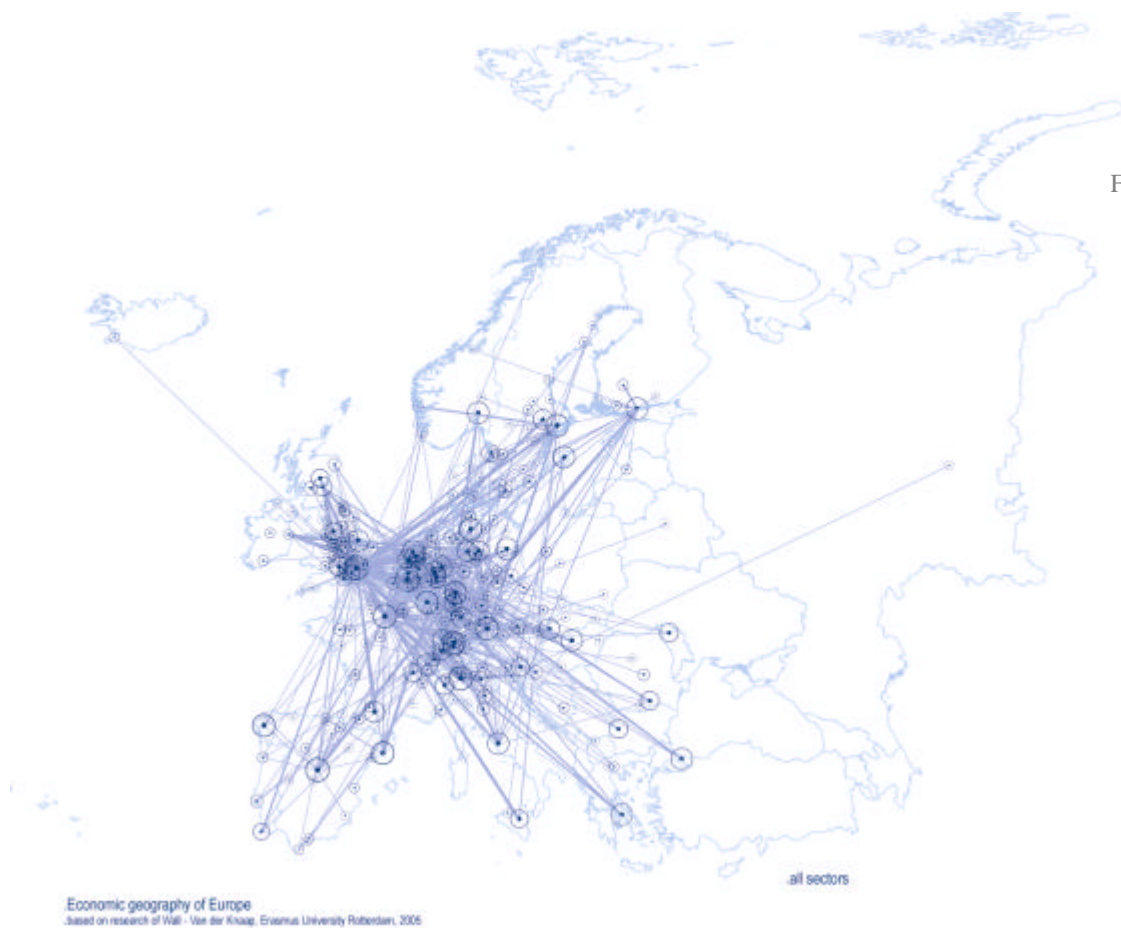 F
.all sectors
.Economic geography of Europe
.based on research of Wall - Van der Knaap, Erasmus University Rotterdam, 2005